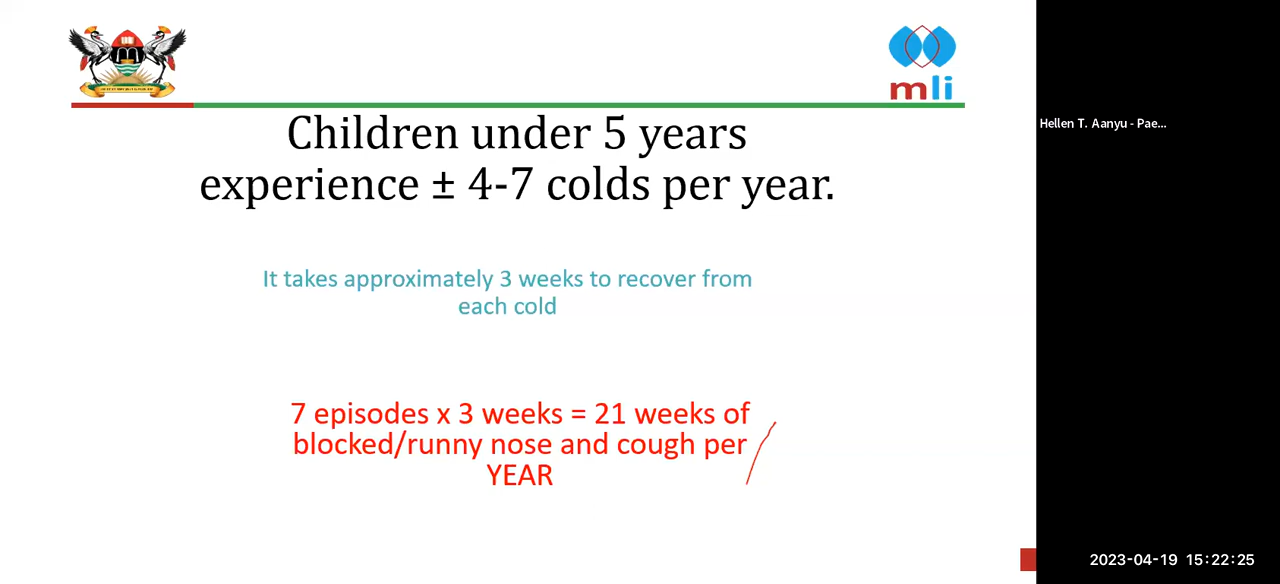 mli
Children under 5 years
experience ± 4-7 colds per year.
It takes approximately 3 weeks to recover from
each cold
7 episodes x 3 weeks = 21 weeks of
blocked/runny nose and cough per
YEAR
Hellen T. Aanyu - Pae...
2023-04-19 15:22:25